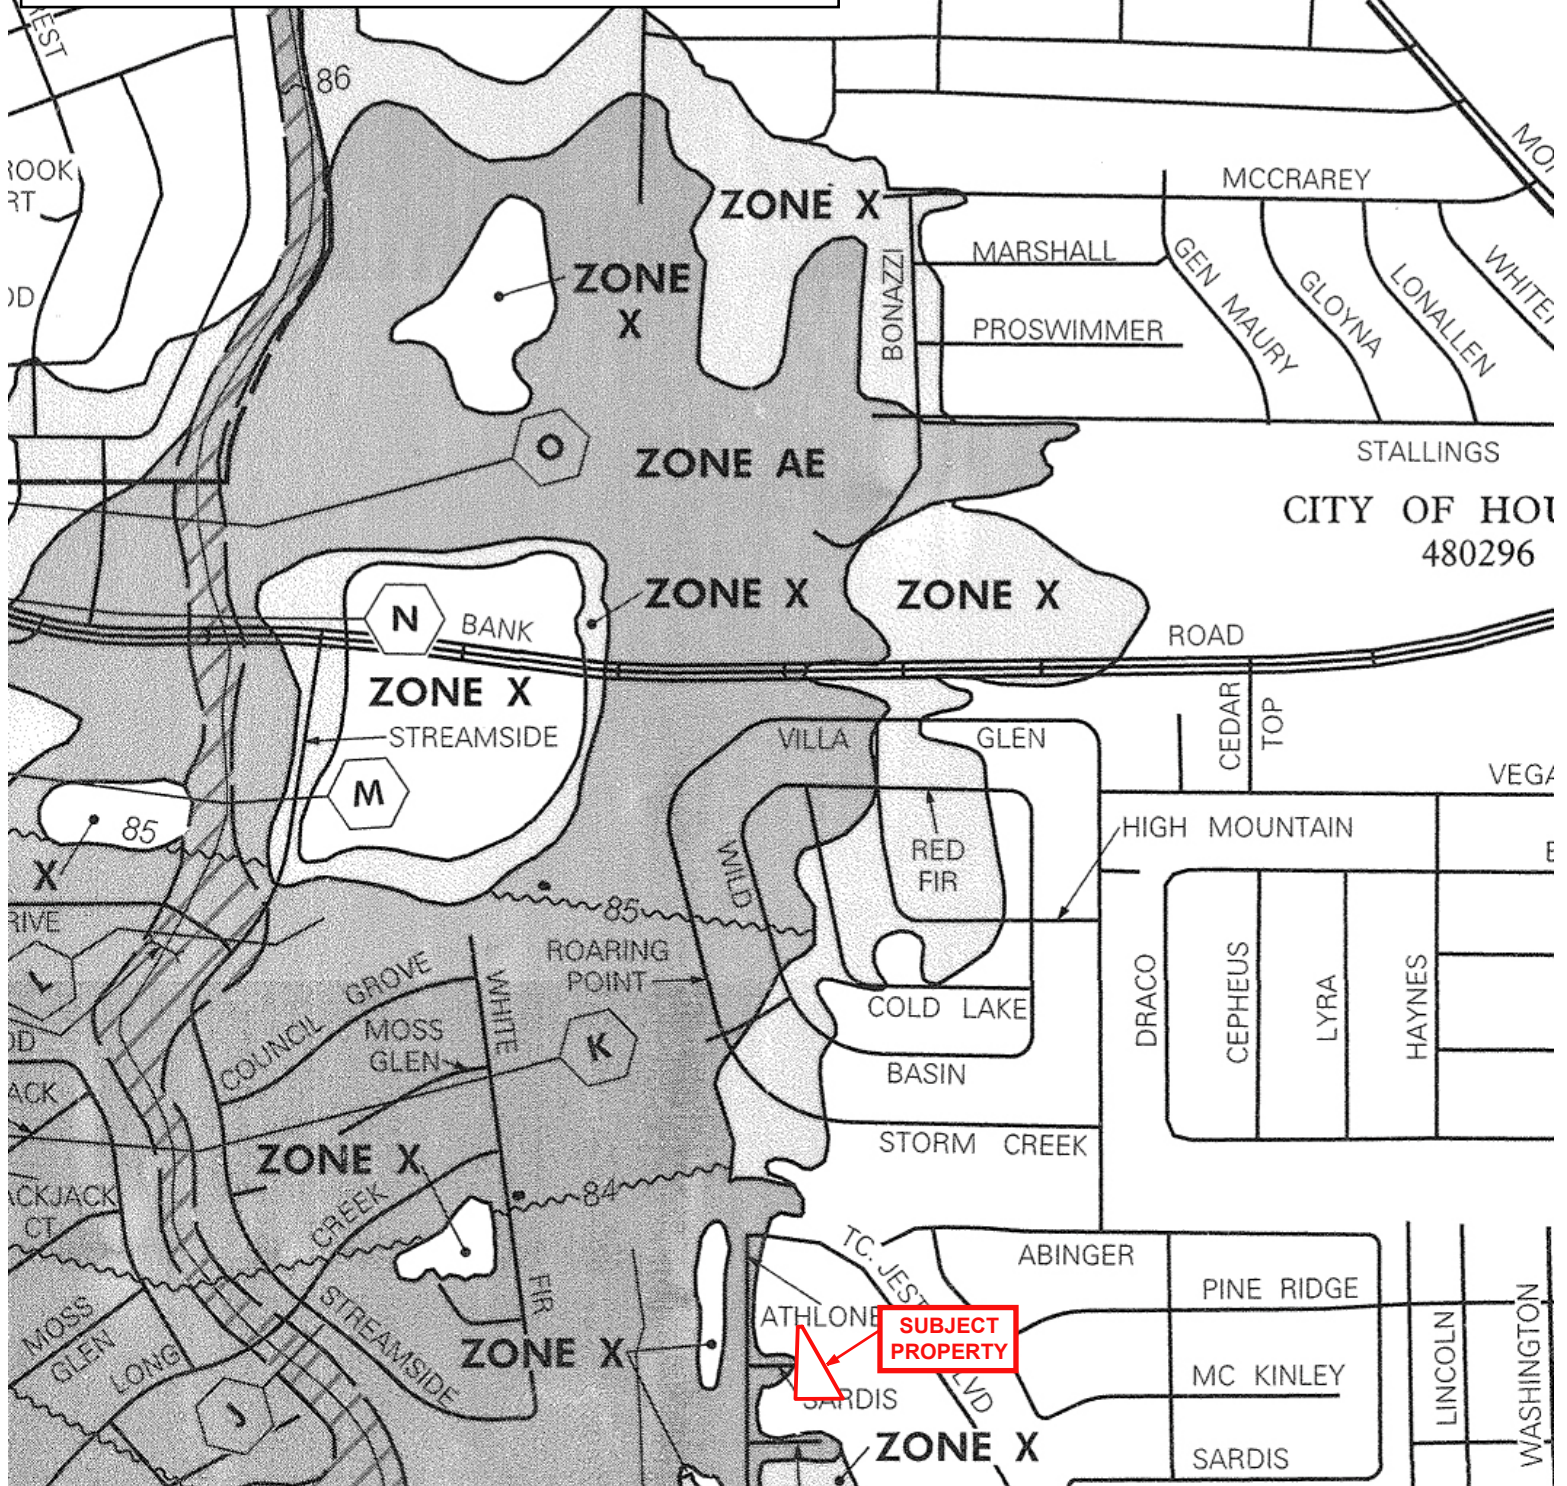 EST
86
MCCRAREY
ROOK
RT
ZONE X
MARSHALL
GEN MAURY
GLOYNA
LONALLEN
ZONE
X
BONAZZI
PROSWIMMER
OD
O
ZONE AE
STALLINGS
CITY OF HOU
480296
ZONE X
ZONE X
N
BANK
ROAD
ZONE X
STREAMSIDE
CEDAR
TOP
VILLA
GLEN
VEGA
M
85
X
HIGH MOUNTAIN
RED
FIR
WILD
85
RIVE
ROARING
POINT
L
GROVE
COUNCIL
WHITE
MOSS
GLEN
K
COLD LAKE
DRACO
CEPHEUS
LYRA
HAYNES
OD
ACK
BASIN
STORM CREEK
ZONE X
84
ACKJACK
CT
CREEK
TC. JEST
ABINGER
PINE RIDGE
FIR
ATHLONE
SUBJECT
PROPERTY
MOSS
GLEN
LONG
STREAMSIDE
ZONE X
MC KINLEY
LINCOLN
WASHINGTON
SARDIS
LVD
J
ZONE X
SARDIS